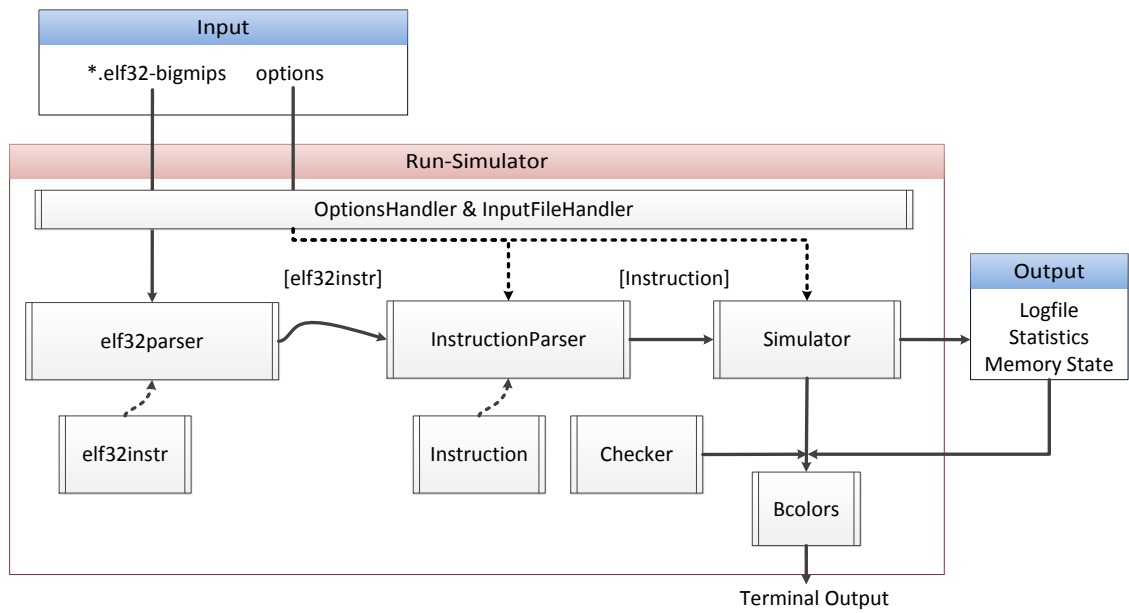 Input
*.elf32-bigmips options
Run-Simulator
OptionsHandler & InputFileHandler
[elf32instr] [Instruction]
Output
Logfile
Statistics
Memory State
elf32parser InstructionParser Simulator
elf32instr Instruction Checker
Bcolors
Terminal Output